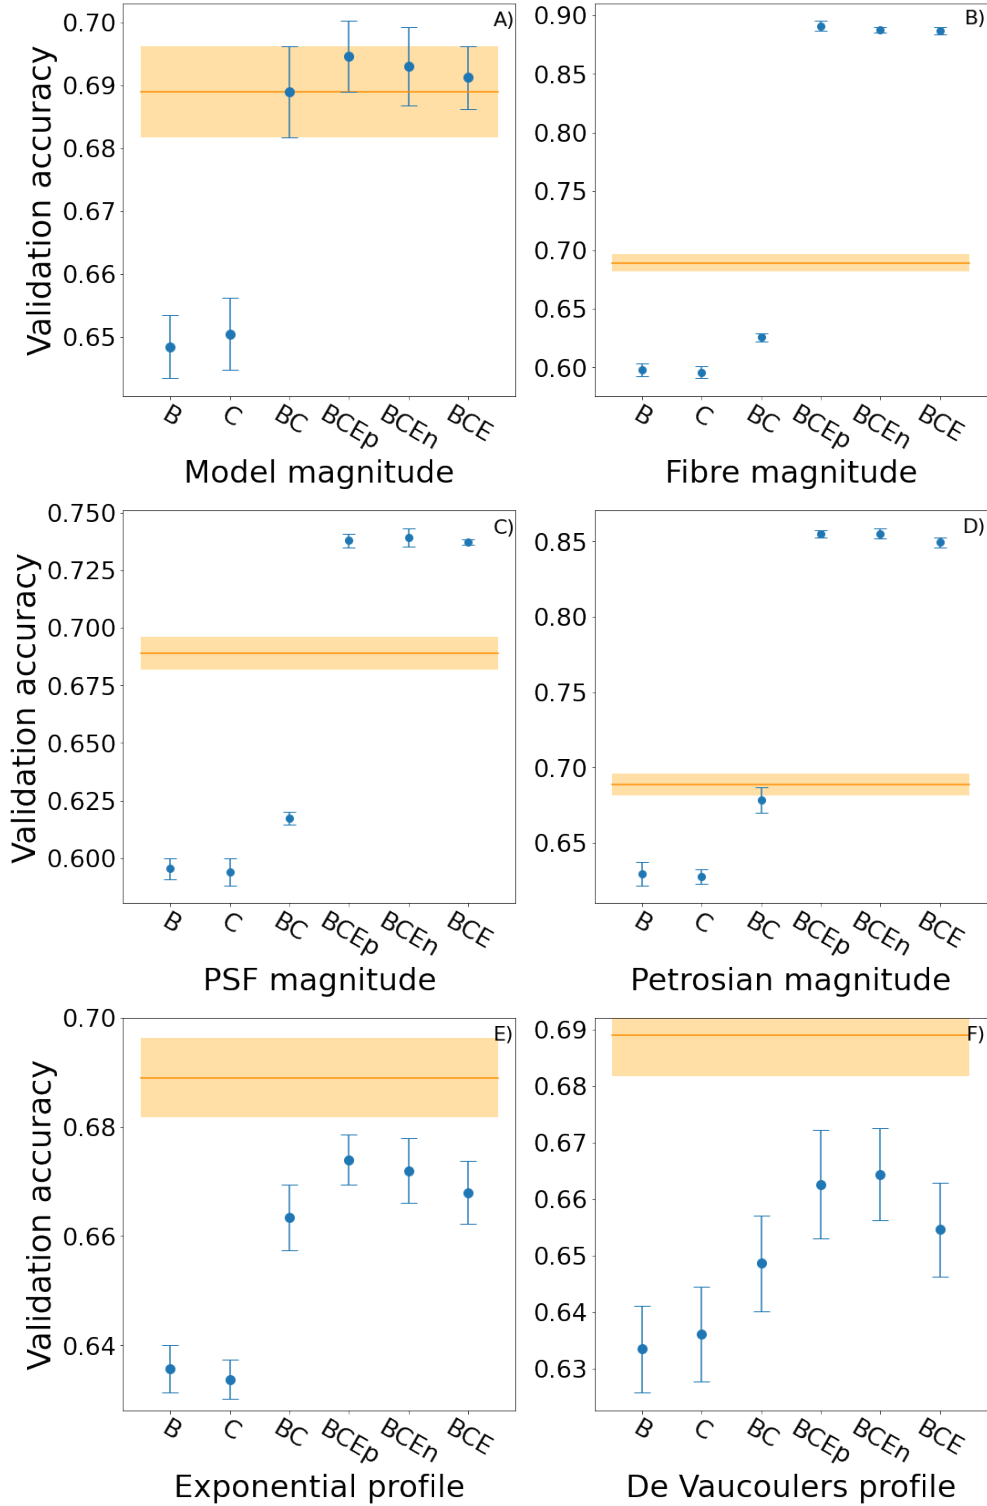 A)
Validation accuracy
0.70
0.69
0.68
0.67
0.66
0.65
B
C
BC
BCEp
BCEn
BCE
Model magnitude
B)
0.90
0.85
0.80
0.75
0.70
0.65
0.60
B
C
BC
BCEp
BCEn
BCE
Fibre magnitude
C)
Validation accuracy
0.750
0.725
0.700
0.675
0.650
0.625
0.600
B
C
BC
BCEp
BCEn
BCE
PSF magnitude
D)
0.85
0.80
0.75
0.70
0.65
B
C
BC
BCEp
BCEn
BCE
Petrosian magnitude
E)
Validation accuracy
0.70
0.68
0.66
0.64
B
C
BC
BCEp
BCEn
BCE
Exponential profile
F)
0.69
0.68
0.67
0.66
0.65
0.64
0.63
B
C
BC
BCEp
BCEn
BCE
De Vaucoulers profile